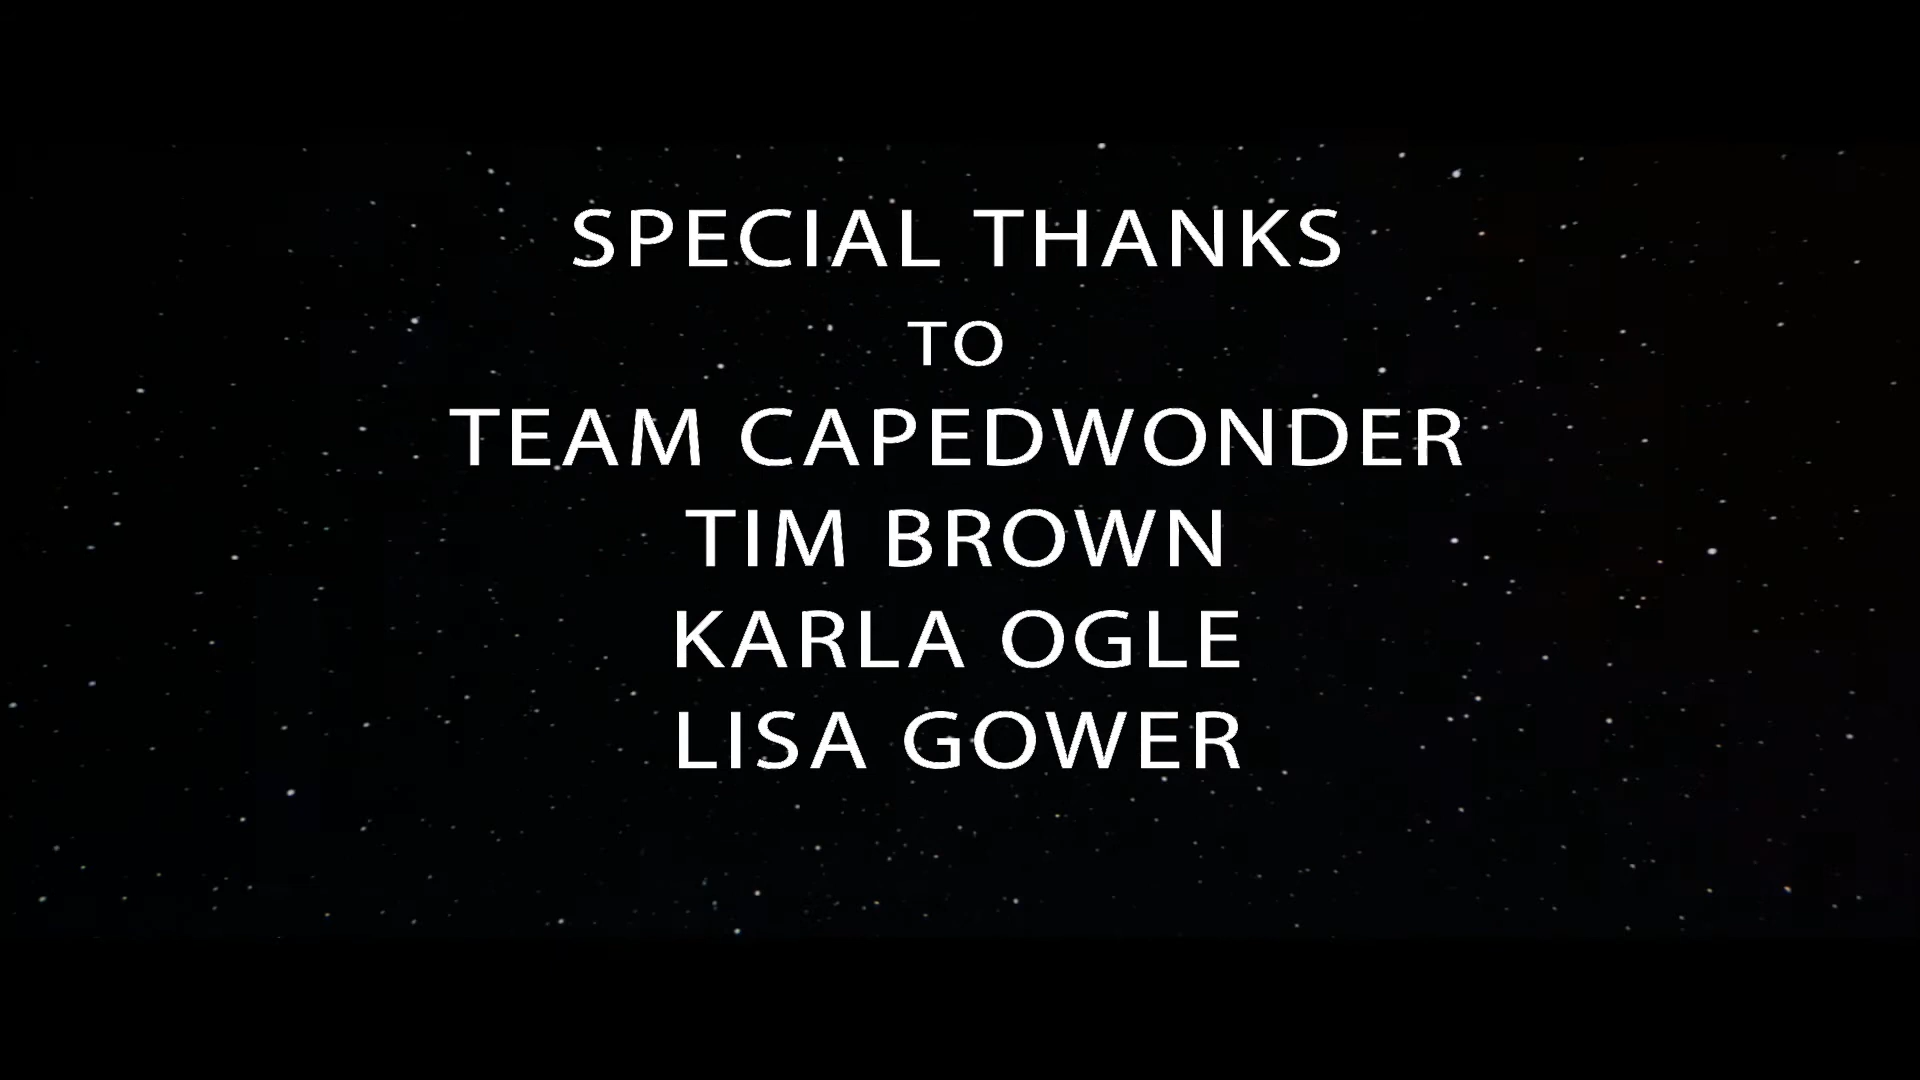 SPECIAL THANKS
TO
TEAM CAPEDWONDER
TIM BROWN
KARLA OGLE
LISA GOWER